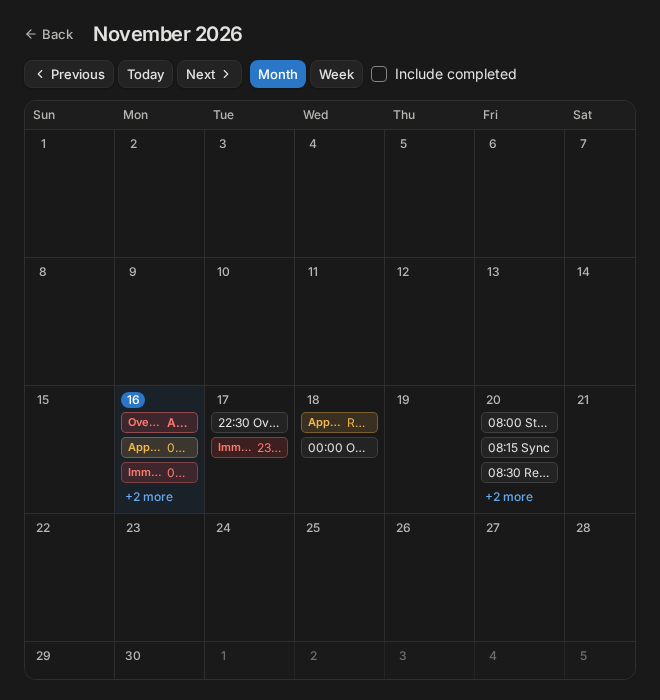 Back November 2026
Previous Today Next Month Week Include completed
Sun Mon Tue Wed Thu Fri Sat
1 2 3 4 5 6 7
8 9 10 11 12 13 14
15 16 17 18 19 20 21
Ove... A... 22:30 Ov... App... R... 08:00 St...
App... 0... Imm... 23... 00:00 O... 08:15 Sync
Imm... 0... 08:30 Re...
+2 more +2 more
22 23 24 25 26 27 28
29 30 1 2 3 4 5